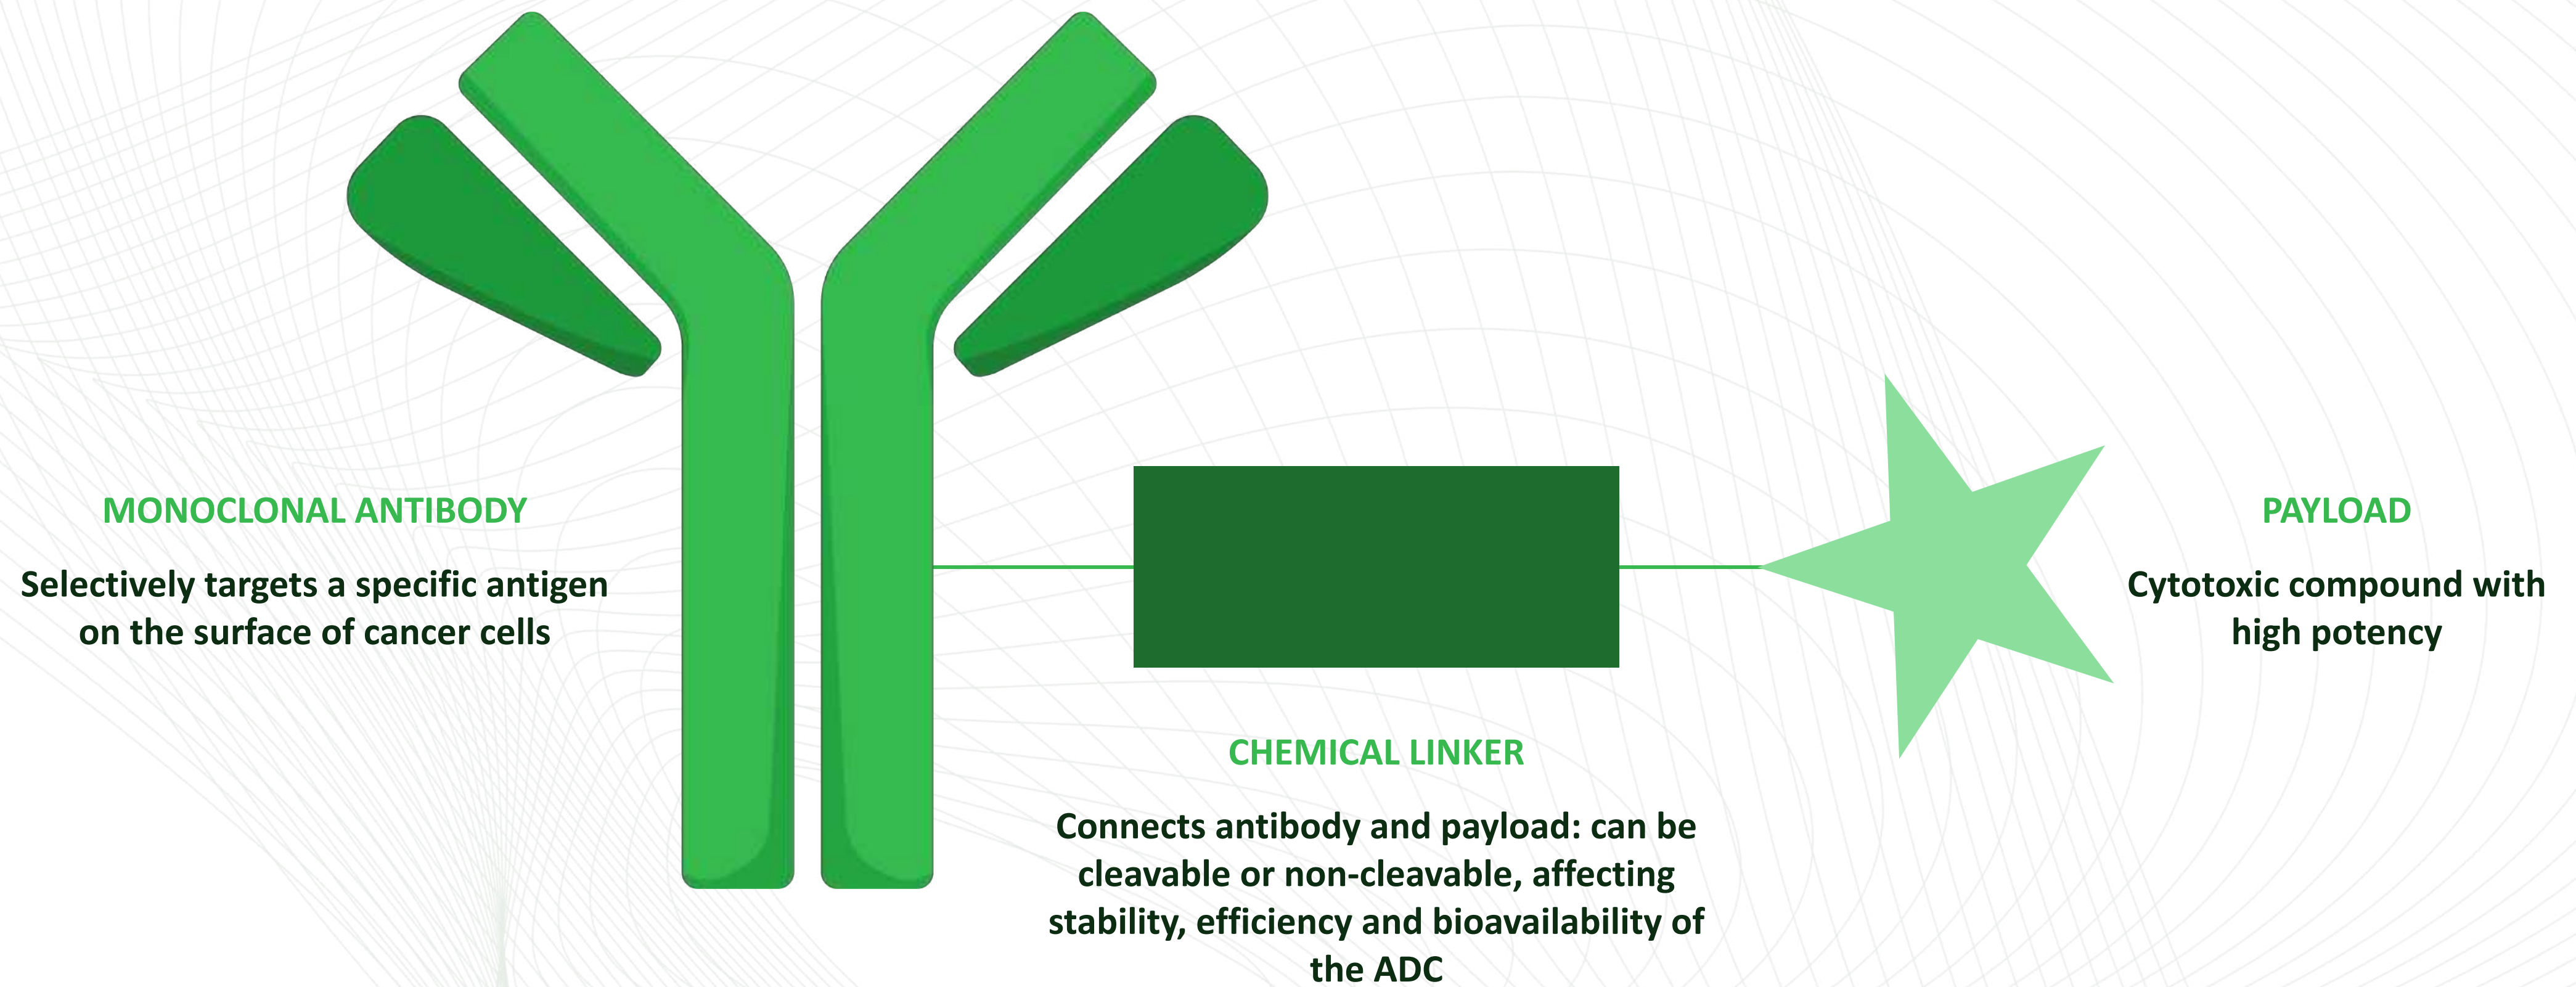 MONOCLONAL ANTIBODY
Selectively targets a specific antigen
on the surface of cancer cells
CHEMICAL LINKER
Connects antibody and payload: can be
cleavable or non-cleavable, affecting
stability, efficiency and bioavailability of
the ADC
PAYLOAD
Cytotoxic compound with
high potency